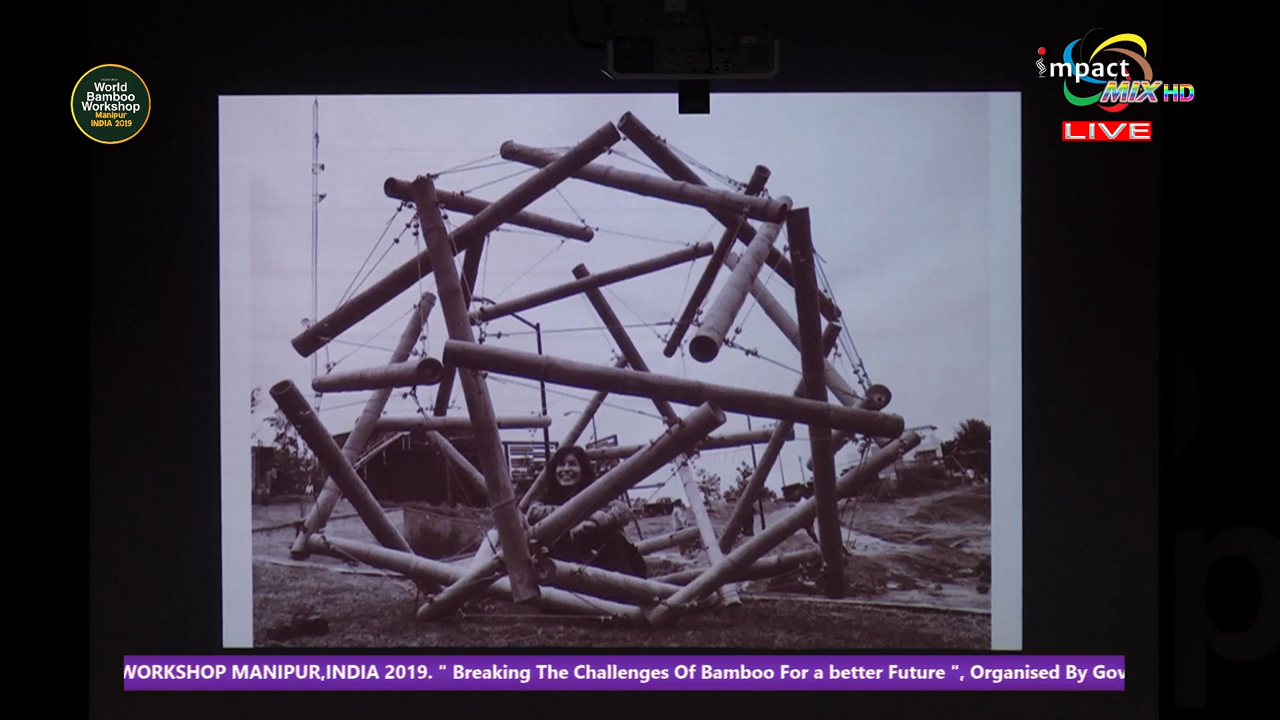 World
Bamboo
Workshop
Manipur
INDIA 2019
impact
MIX HD
LIVE
WORKSHOP MANIPUR,INDIA 2019. " Breaking The Challenges Of Bamboo For a better Future ", Organised By Gov